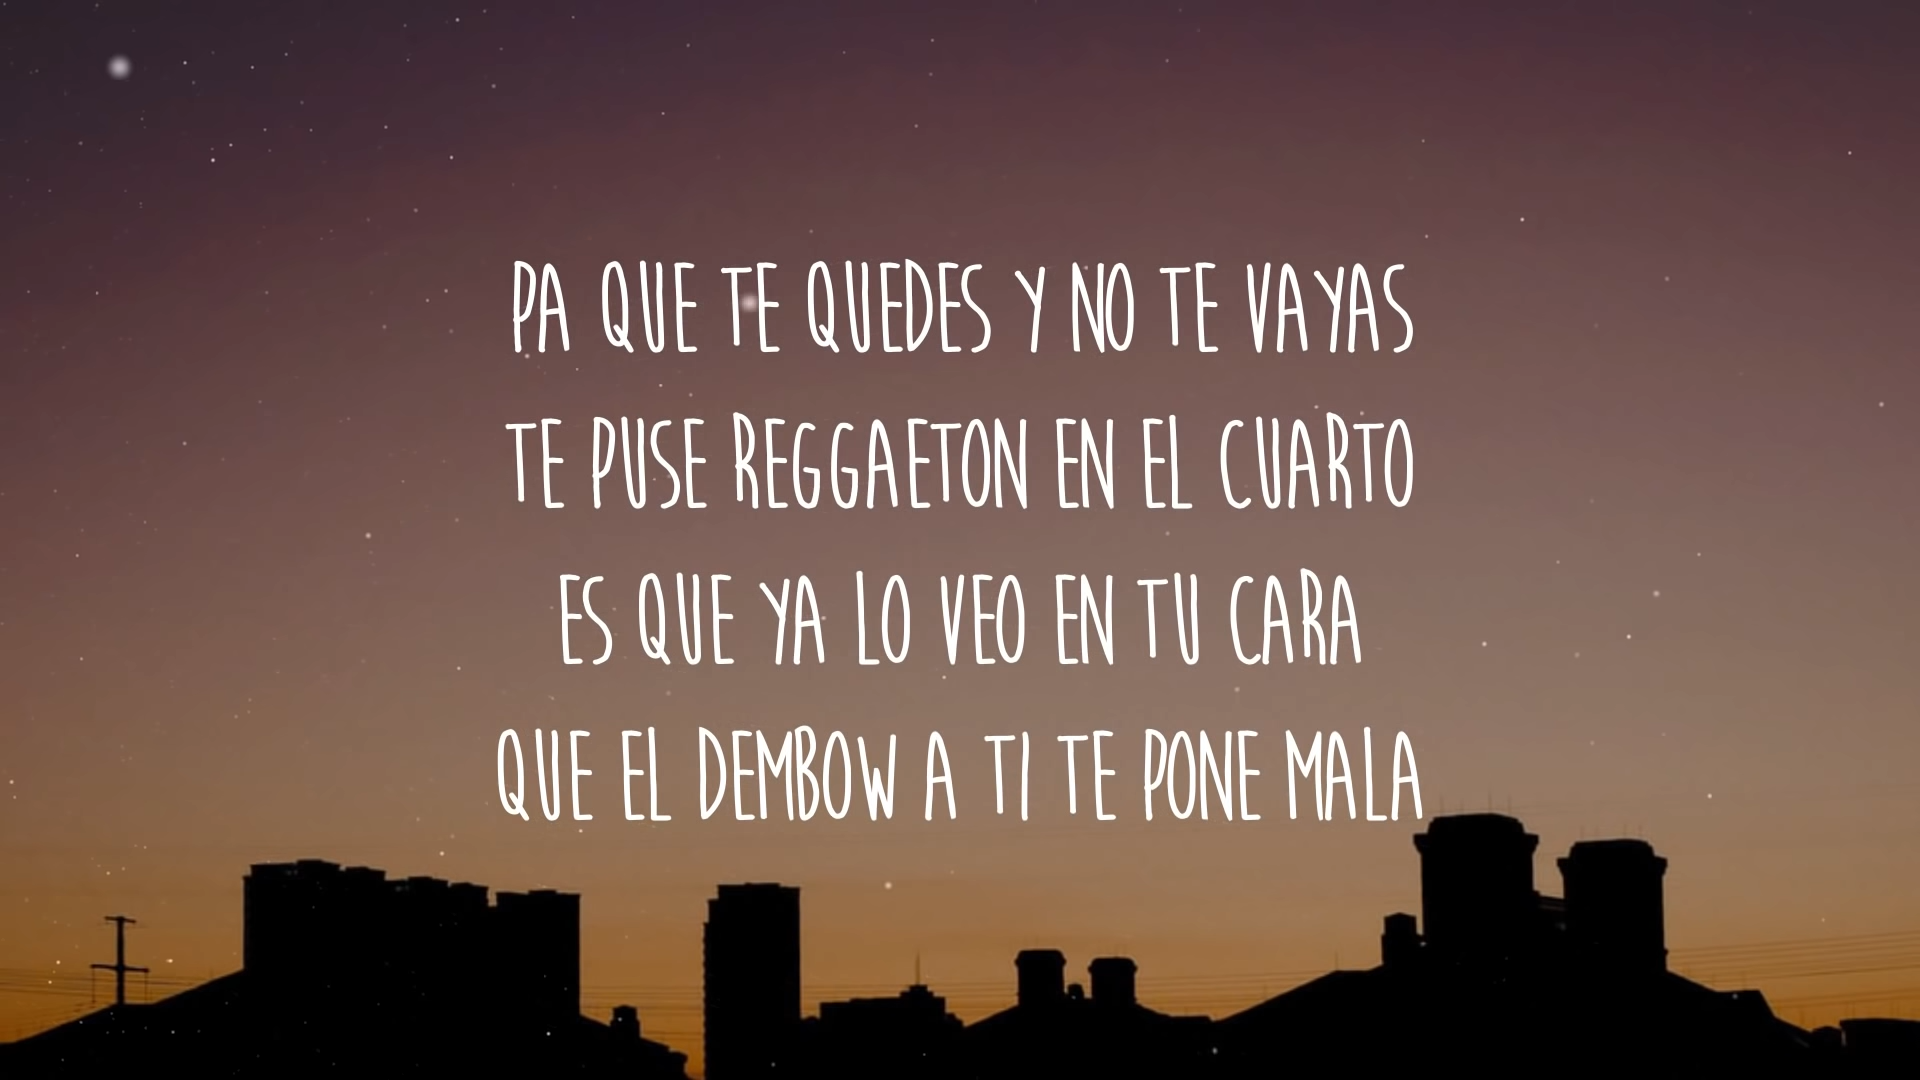 PA QUE TE QUEDES Y NO TE VAYAS
TE PUSE REGGAETON EN EL CUARTO
ES QUE YA LO VEO EN TU CARA
QUE EL DEMBOW A TI TE PONE MALA